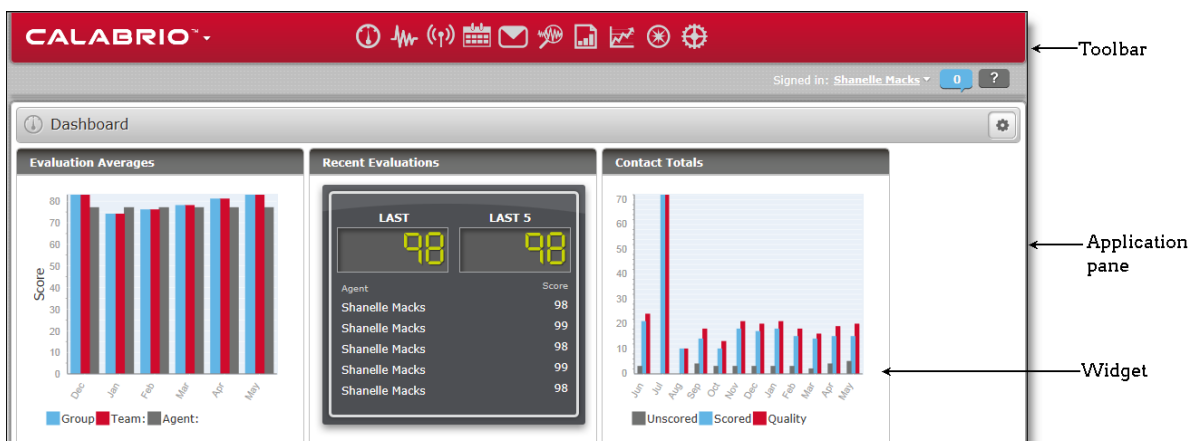 CALABRIO™
Toolbar
Signed in: Shanelle Macks
0
?
Dashboard
Evaluation Averages
Recent Evaluations
Contact Totals
80
70
60
50
40
30
20
10
0
Score
Dec
Jan
Feb
Mar
Apr
May
Group Team: Agent:
LAST
LAST 5
98
98
Agent
Score
Shanelle Macks 98
Shanelle Macks 99
Shanelle Macks 98
Shanelle Macks 99
Shanelle Macks 98
70
60
50
40
30
20
10
0
Jun
Jul
Aug
Sep
Oct
Nov
Dec
Jan
Feb
Mar
Apr
May
Unscored Scored Quality
Application
pane
Widget